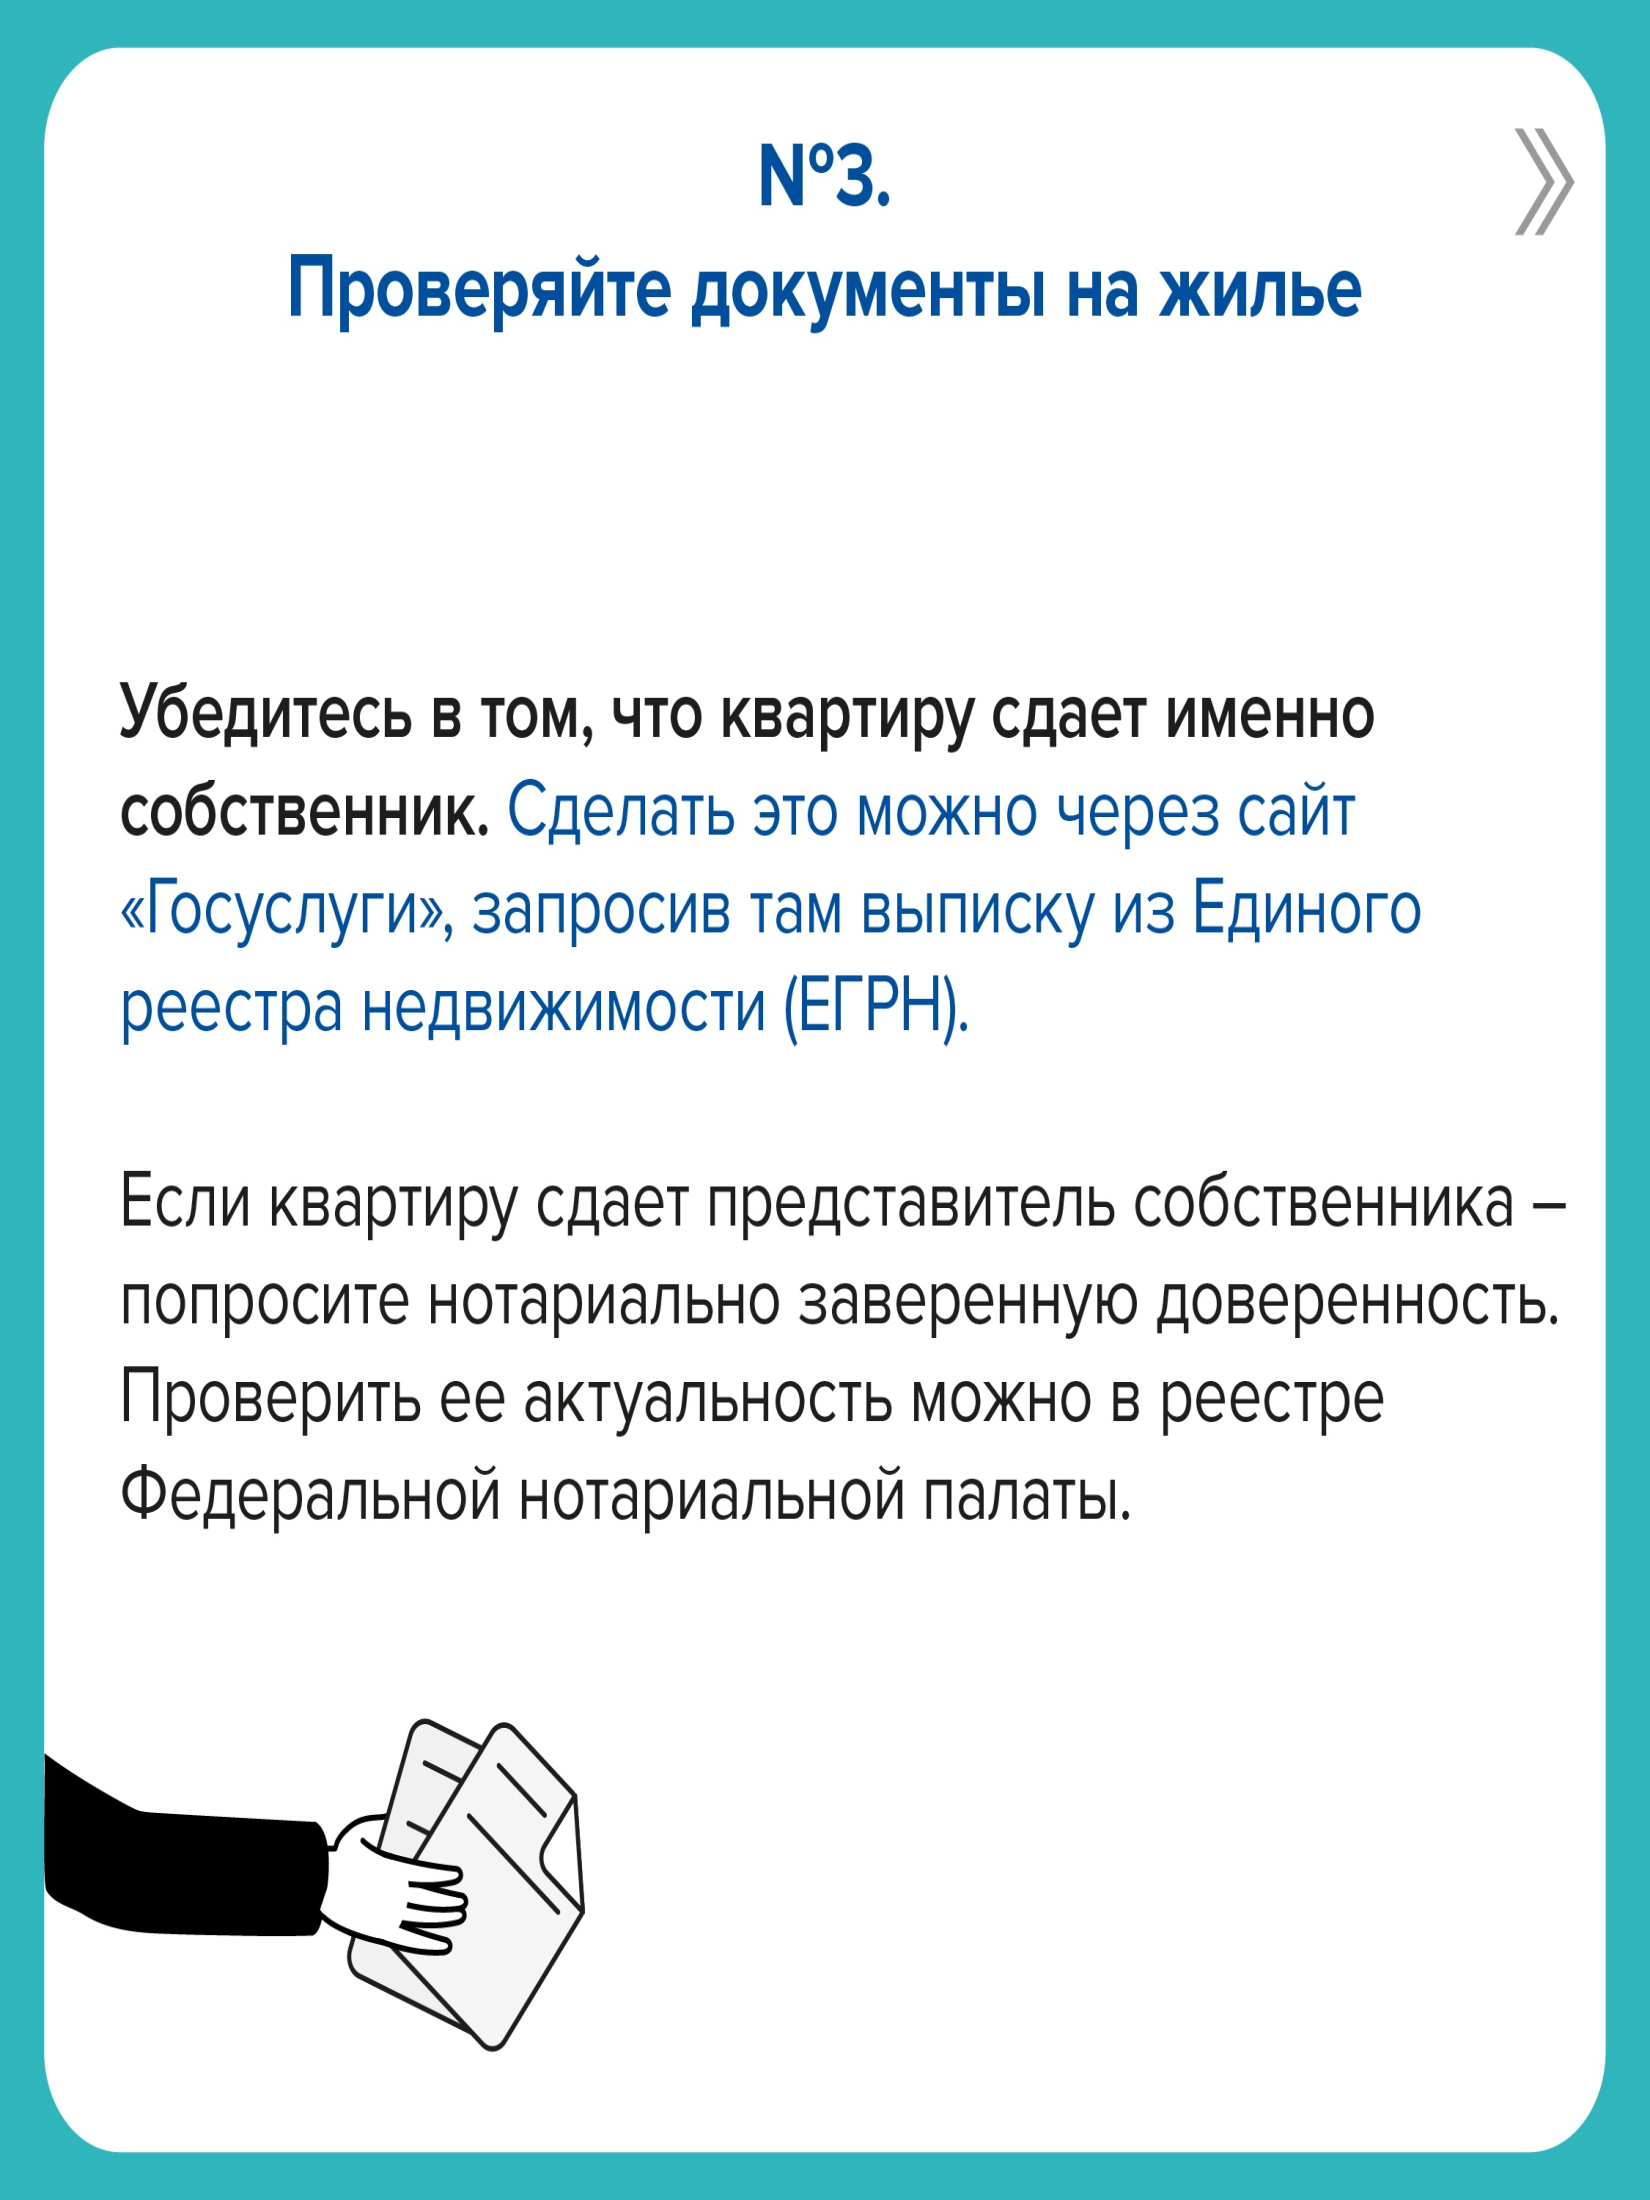 №3.
Проверяйте документы на жилье
Убедитесь в том, что квартиру сдает именно
собственник. Сделать это можно через сайт
«Госуслуги», запросив там выписку из Единого
реестра недвижимости (ЕГРН).
Если квартиру сдает представитель собственника –
попросите нотариально заверенную доверенность.
Проверить ее актуальность можно в реестре
Федеральной нотариальной палаты.